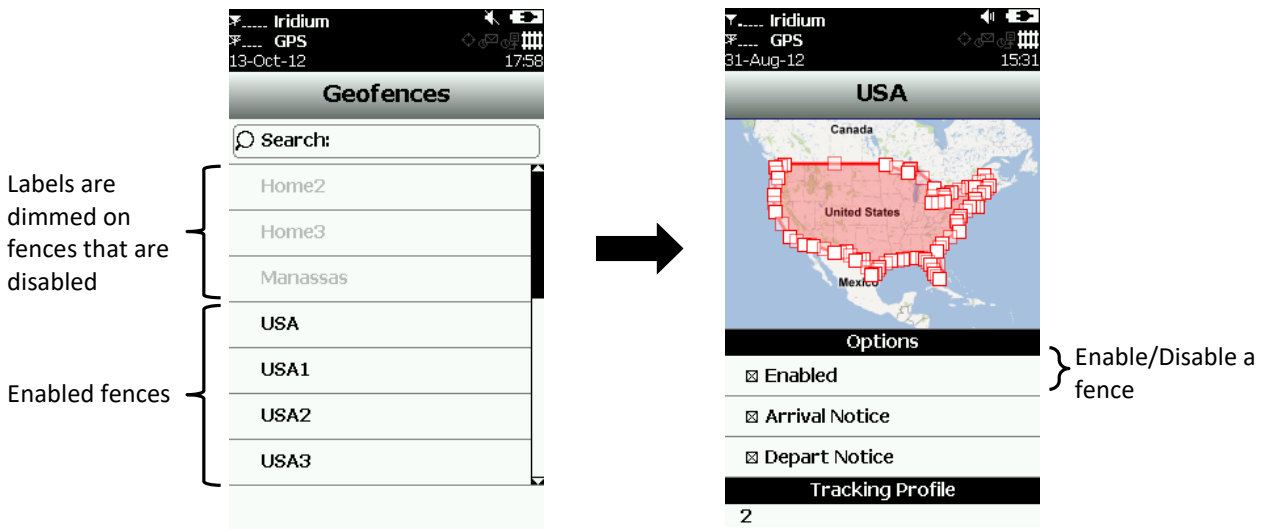 Iridium
GPS
13-Oct-12 17:58
Geofences
Search:
Home2
Home3
Manassas
USA
USA1
USA2
USA3
Labels are
dimmed on
fences that are
disabled
Enabled fences
Iridium
GPS
31-Aug-12 15:31
USA
Canada
United States
Mexico
Options
Enabled
Arrival Notice
Depart Notice
Tracking Profile
2
Enable/Disable a
fence